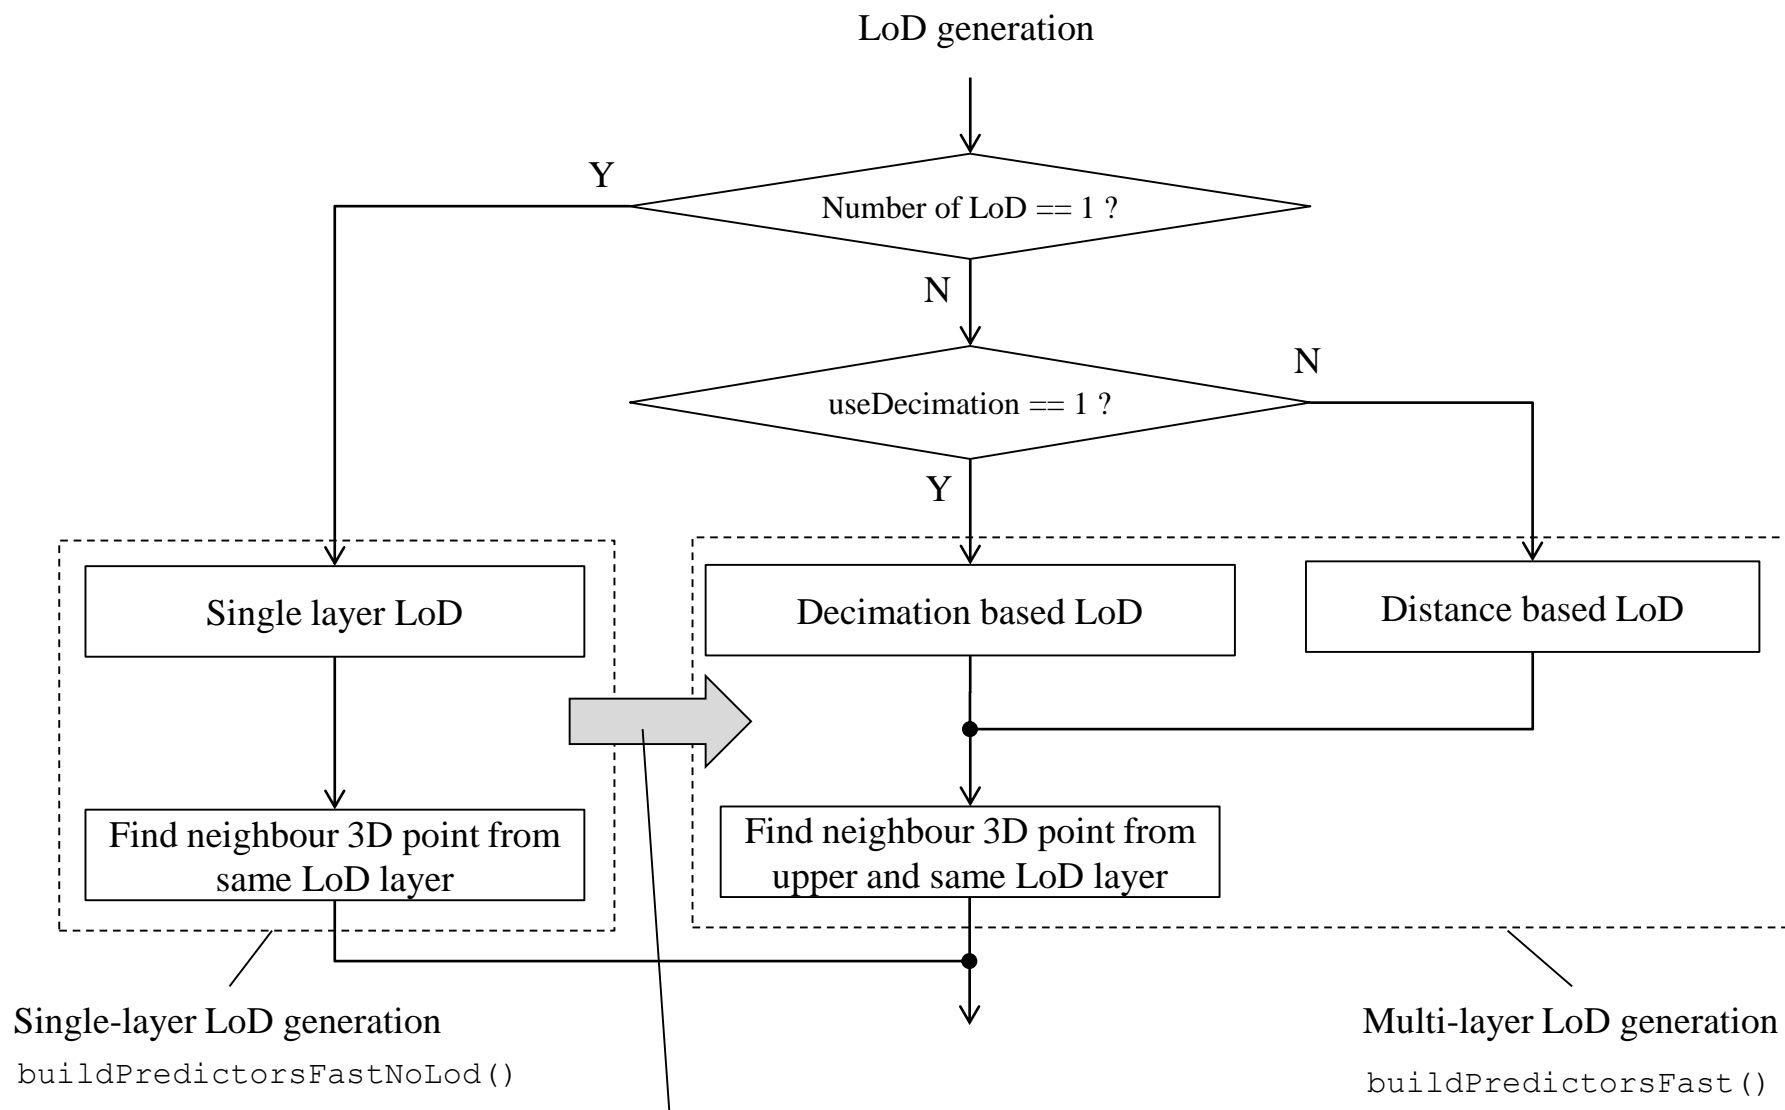 LoD generation
Y
Number of LoD == 1 ?
N
N
useDecimation == 1 ?
Y
Single layer LoD
Decimation based LoD
Distance based LoD
Find neighbour 3D point from
same LoD layer
Find neighbour 3D point from
upper and same LoD layer
Single-layer LoD generation
buildPredictorsFastNoLod()
Multi-layer LoD generation
buildPredictorsFast()